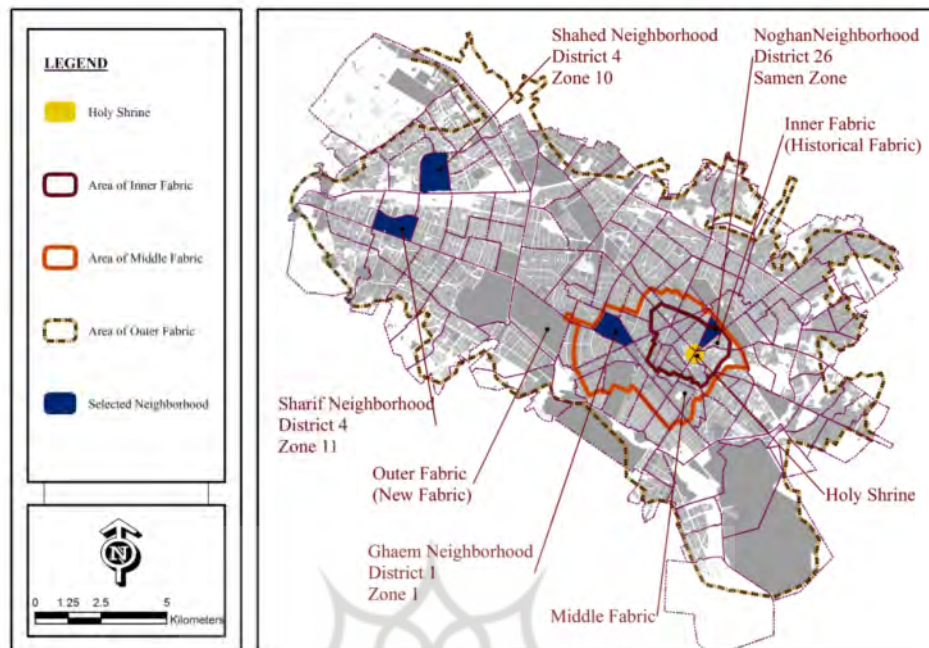 LEGEND
Holy Shrine
Area of Inner Fabric
Area of Middle Fabric
Area of Outer Fabric
Selected Neighborhood
N
0 1.25 2.5 5
Kilometers
Shahed Neighborhood
District 4
Zone 10
NoghanNeighborhood
District 26
Samen Zone
Inner Fabric
(Historical Fabric)
Sharif Neighborhood
District 4
Zone 11
Outer Fabric
(New Fabric)
Ghaem Neighborhood
District 1
Zone 1
Holy Shrine
Middle Fabric